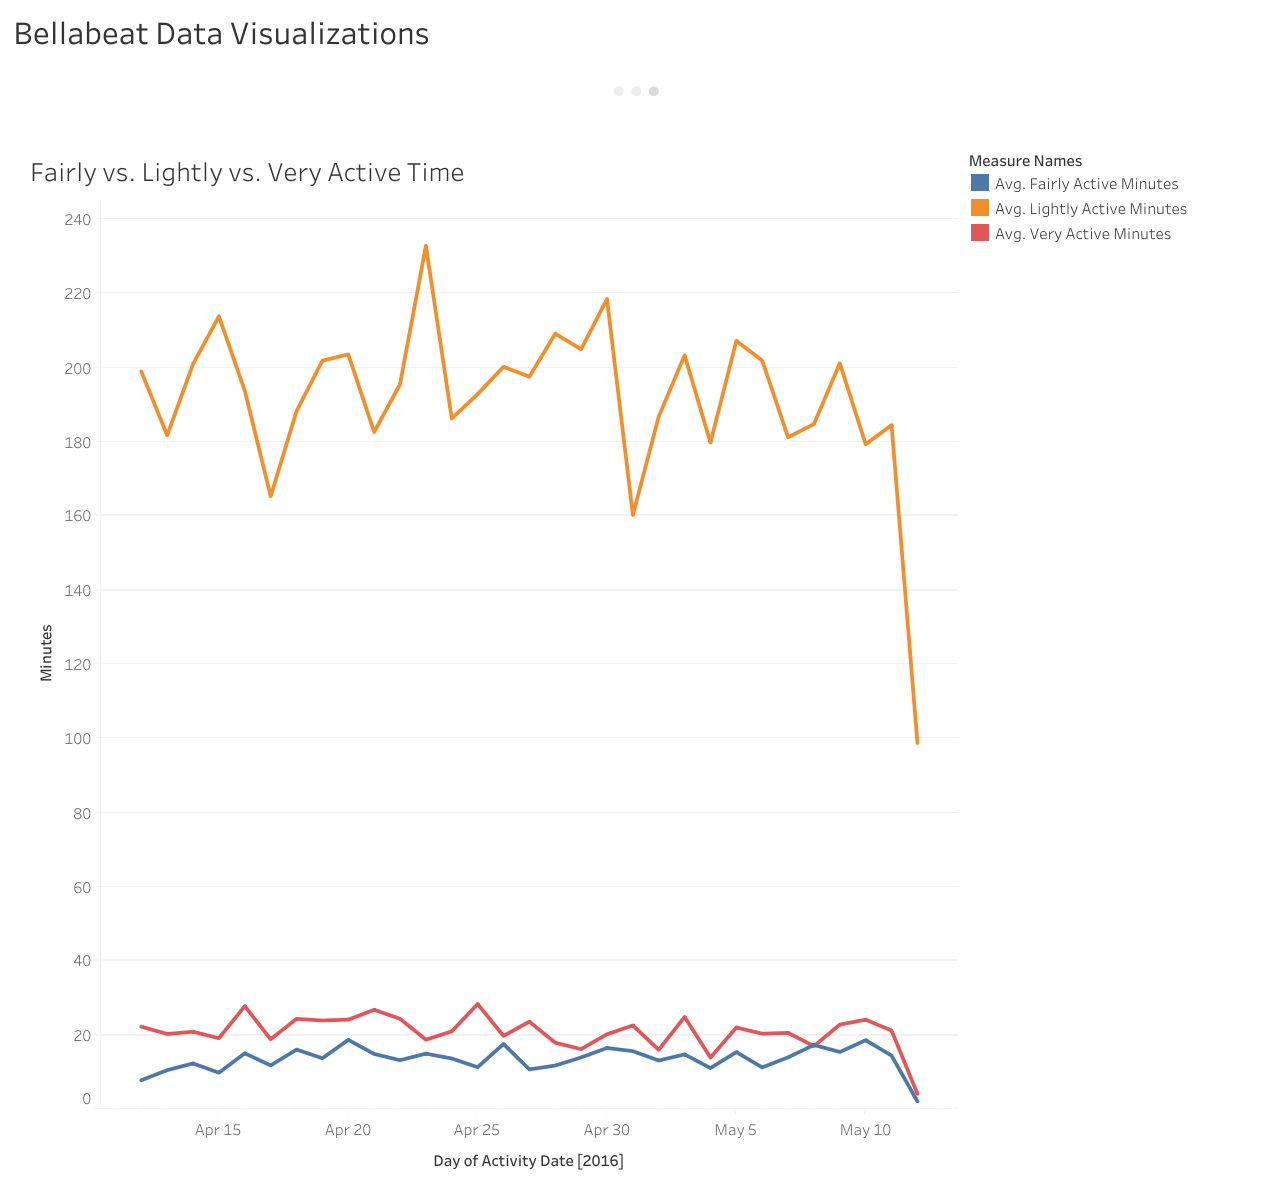 Bellabeat Data Visualizations
Fairly vs. Lightly vs. Very Active Time
Measure Names
Avg. Fairly Active Minutes
Avg. Lightly Active Minutes
Avg. Very Active Minutes
240
220
200
180
160
140
120
100
80
60
40
20
0
Minutes
Apr 15 Apr 20 Apr 25 Apr 30 May 5 May 10
Day of Activity Date [2016]